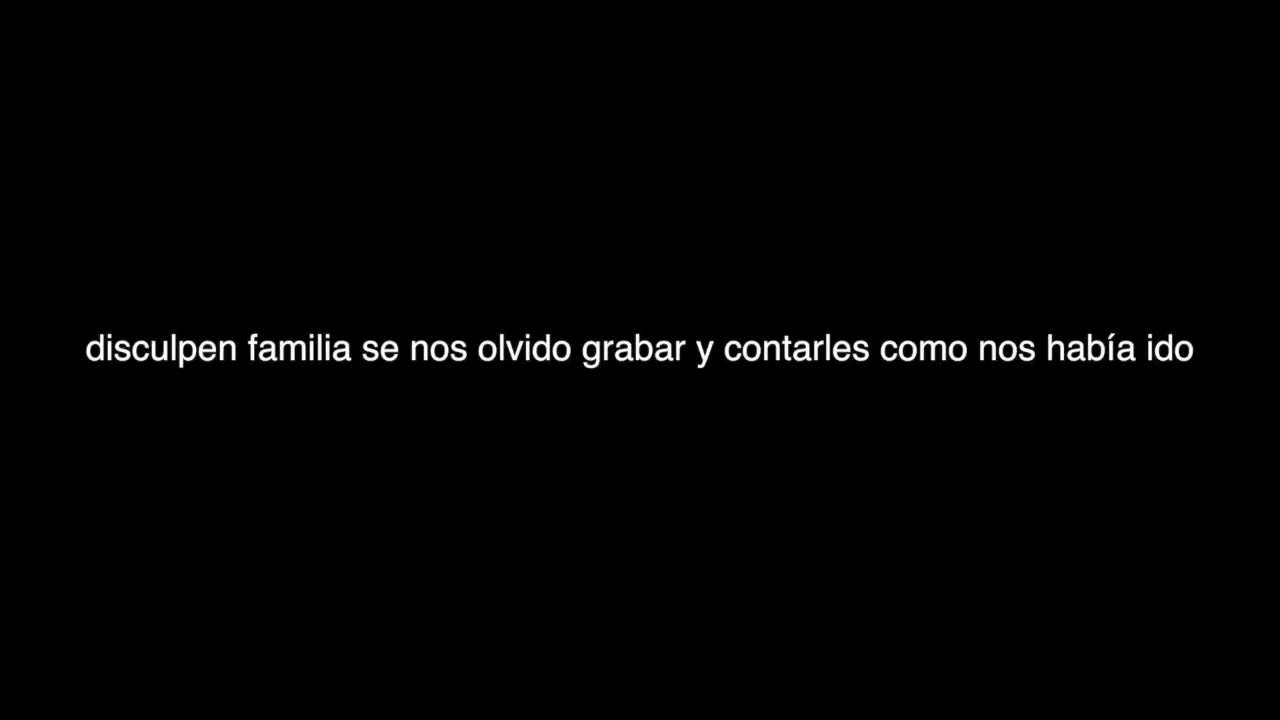 disculpen familia se nos olvido grabar y contarles como nos había ido